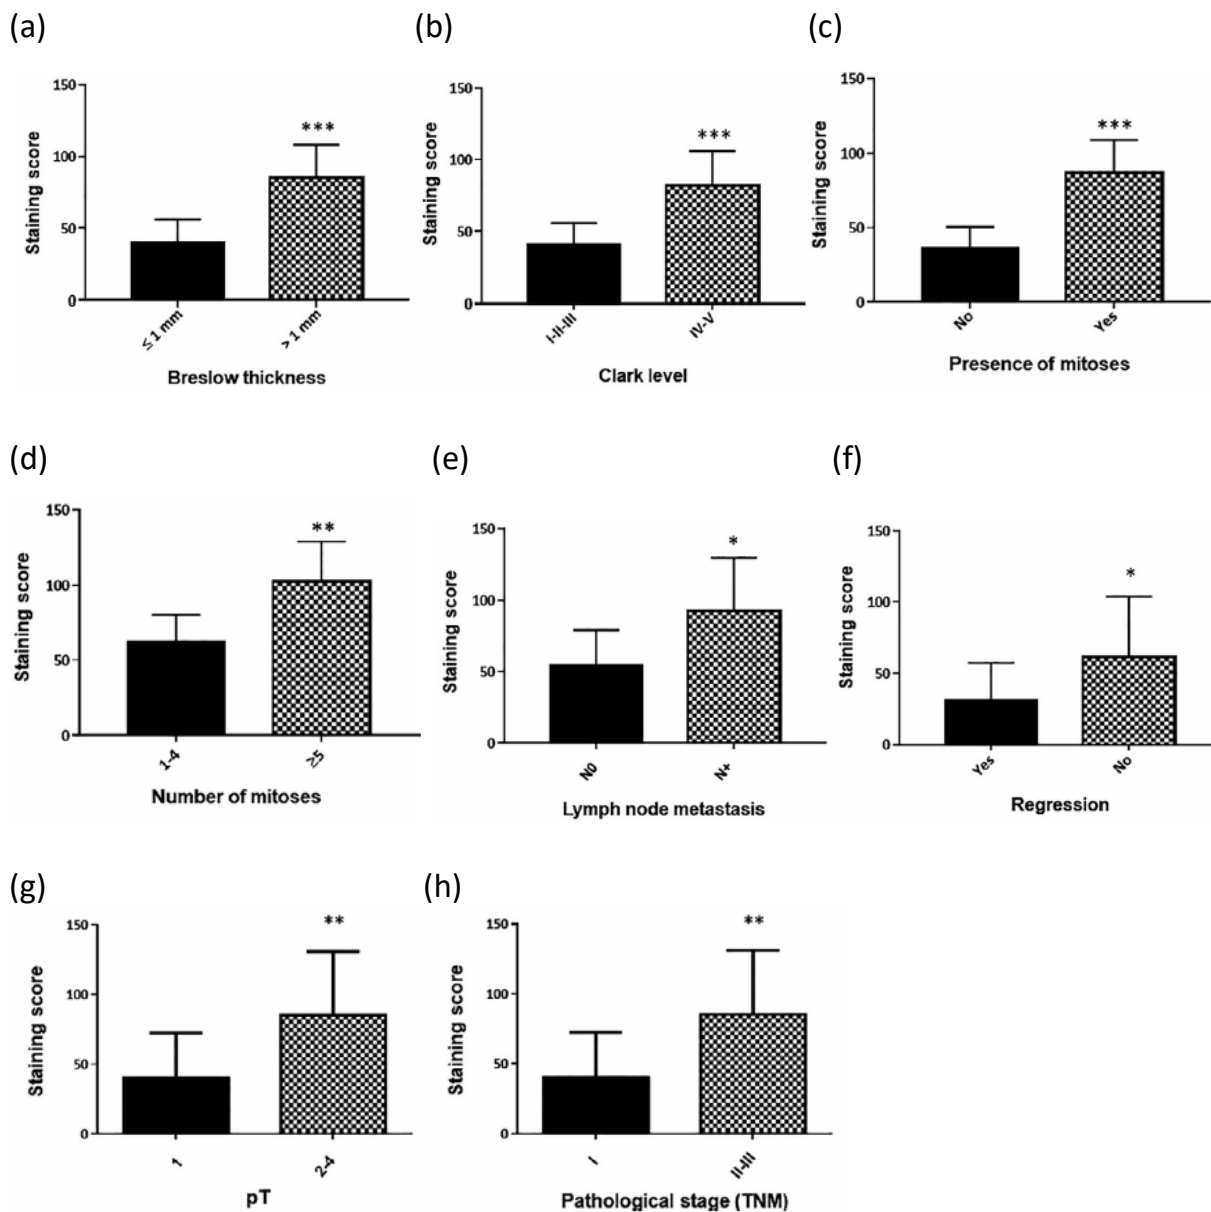 (a)
(b)
(c)
150
100
50
0
Staining score
***
≤ 1 mm
> 1 mm
Breslow thickness
150
100
50
0
Staining score
***
I-II-III
IV-V
Clark level
150
100
50
0
Staining score
***
No
Yes
Presence of mitoses
(d)
(e)
(f)
150
100
50
0
Staining score
**
1-4
≥5
Number of mitoses
150
100
50
0
Staining score
*
N0
N+
Lymph node metastasis
150
100
50
0
Staining score
*
Yes
No
Regression
(g)
(h)
150
100
50
0
Staining score
**
1
2-4
pT
150
100
50
0
Staining score
**
I
II-III
Pathological stage (TNM)